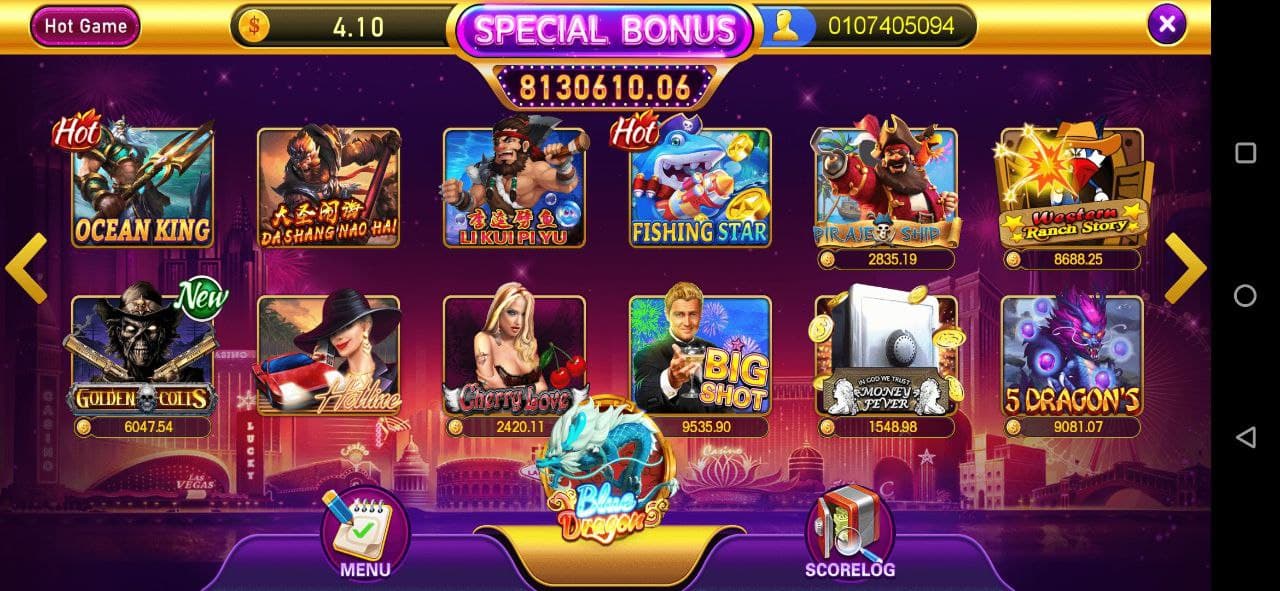 Hot Game
4.10
SPECIAL BONUS
0107405094
8130610.06
Hot
OCEAN KING
大圣闹海
DA SHANG NAO HAI
李逵劈鱼
LI KUI PI YU
Hot
FISHING STAR
PIRAJE SHIP
2835.19
Western
Ranch Story
8688.25
New
GOLDEN COLTS
6047.54
Hotline
Cherry Love
2420.11
BIG
SHOT
9535.90
IN GOD WE TRUST
MONEY
FEVER
1548.98
5 DRAGON'S
9081.07
CASINO
CASINO
LUCKY
LAS
VEGAS
Casino
Blue
Dragon
MENU
SCORELOG